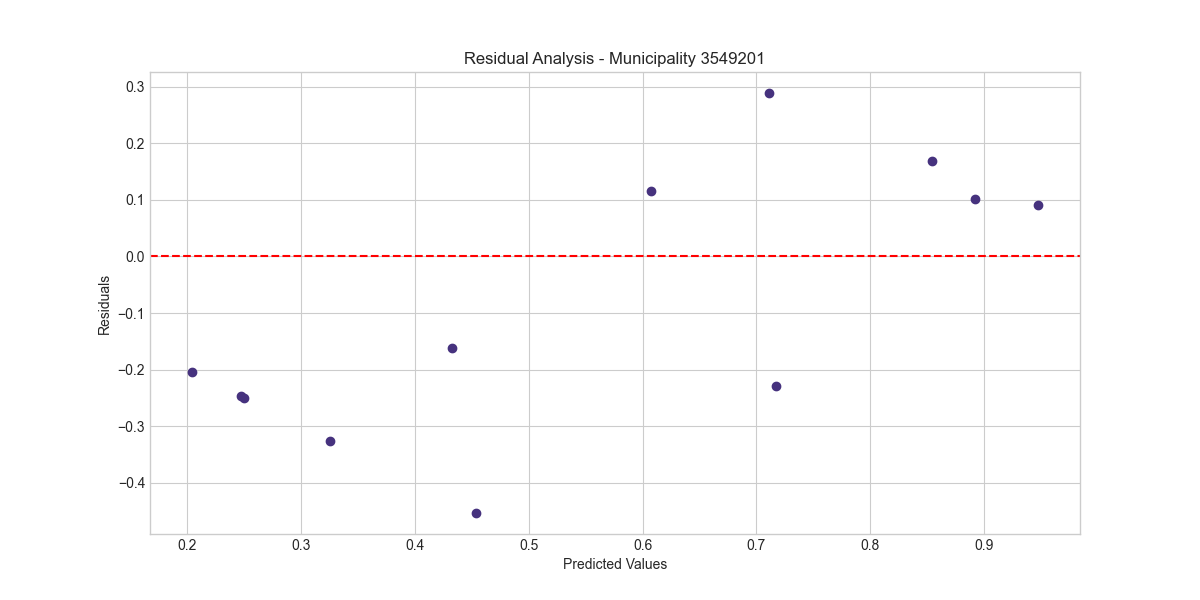 Residual Analysis - Municipality 3549201
0.3
0.2
0.1
0.0
−0.1
−0.2
−0.3
−0.4
Residuals
0.2 0.3 0.4 0.5 0.6 0.7 0.8 0.9
Predicted Values